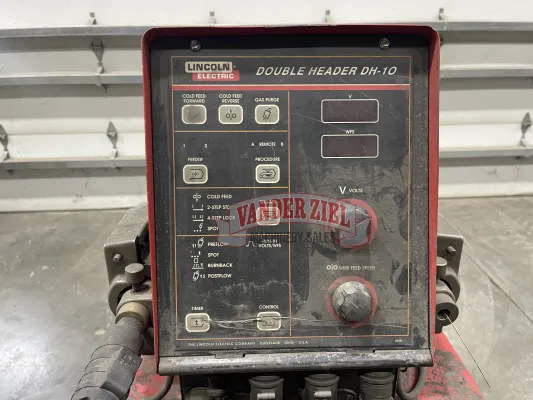 LINCOLN
ELECTRIC
DOUBLE HEADER DH-10
COLD FEED FORWARD
COLD FEED REVERSE
GAS PURGE
V
WFS
1 2
A REMOTE B
FEEDER
PROCEDURE
COLD FEED
2-STEP
4-STEP
SPOT
V VOLTS
VANDER ZIEL
MACHINERY SALES
PREFLOW
VOLTS/WFS
SPOT
BURNBACK
POSTFLOW
WIRE FEED SPEED
TIMER
CONTROL
THE LINCOLN ELECTRIC COMPANY CLEVELAND, OHIO U.S.A.